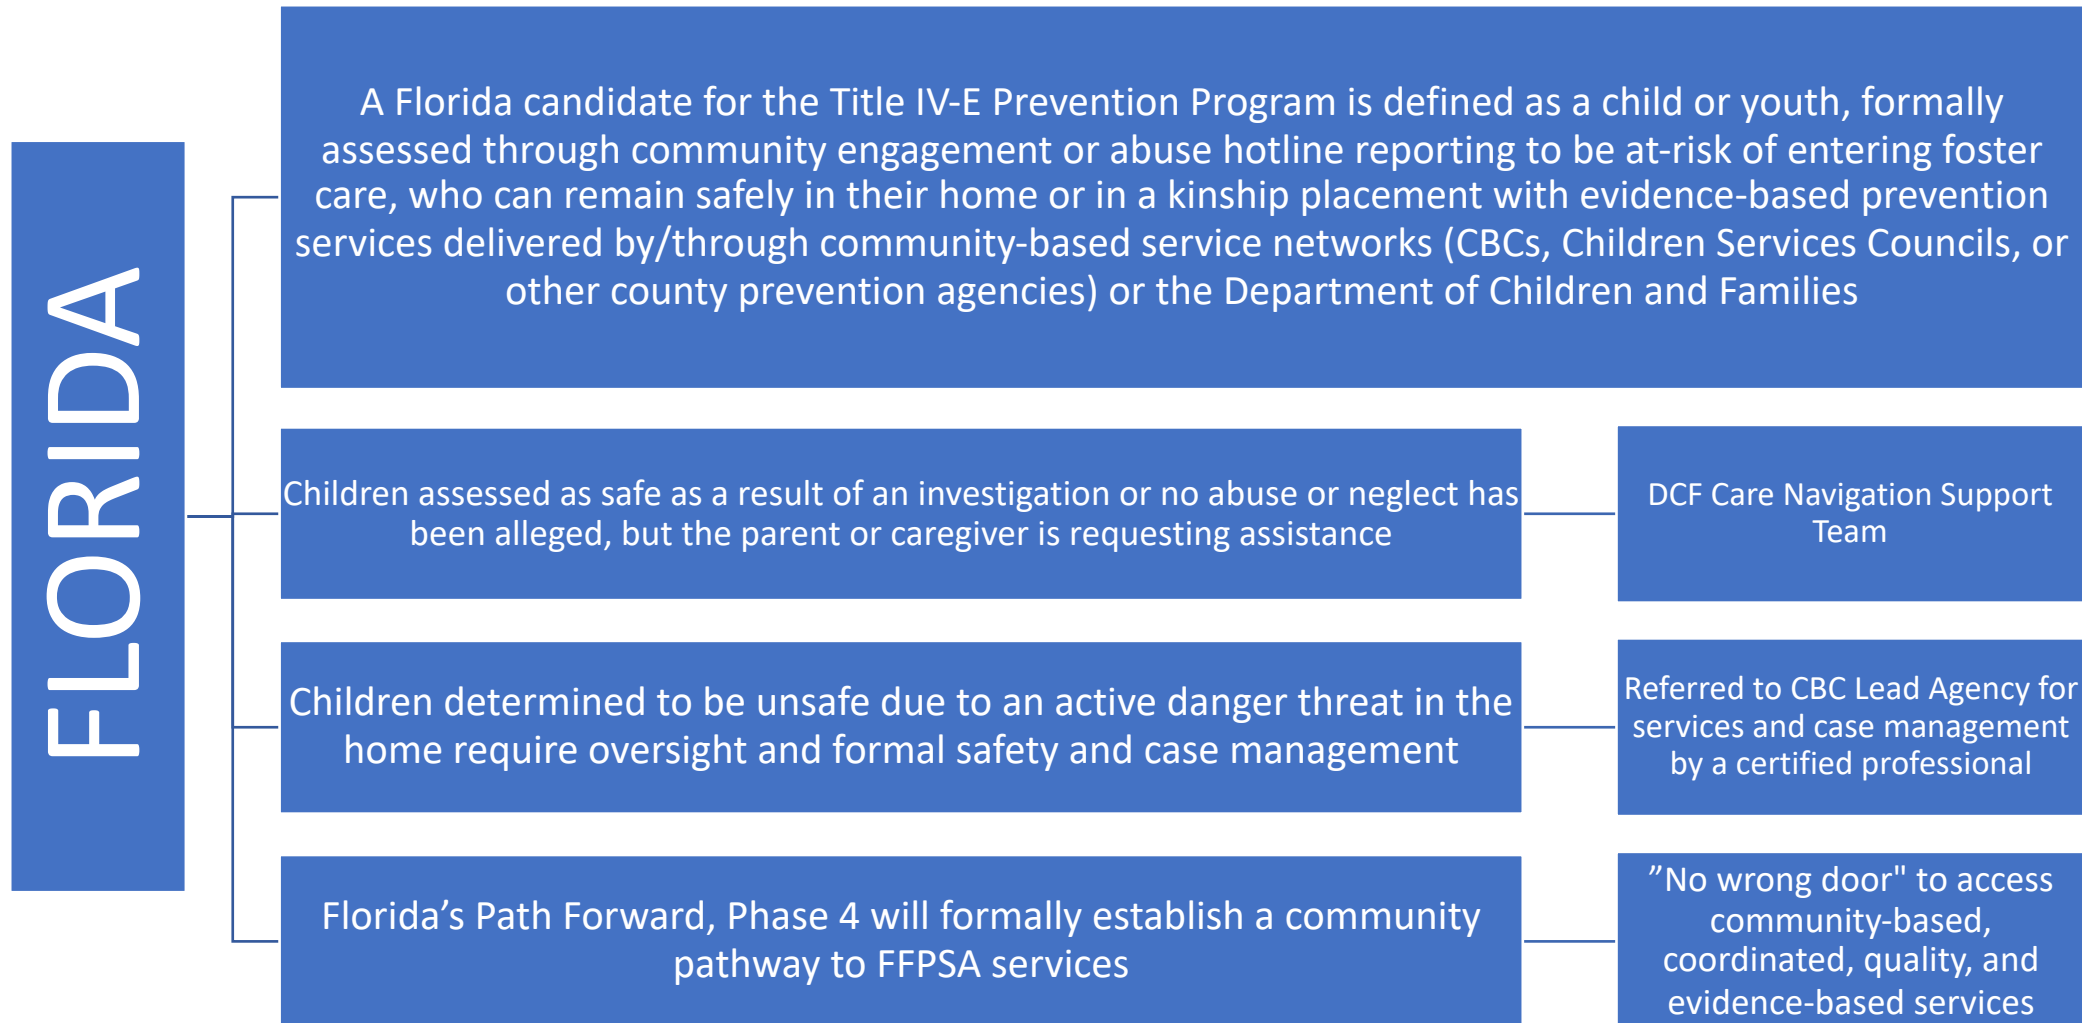 FLORIDA
A Florida candidate for the Title IV-E Prevention Program is defined as a child or youth, formally
assessed through community engagement or abuse hotline reporting to be at-risk of entering foster
care, who can remain safely in their home or in a kinship placement with evidence-based prevention
services delivered by/through community-based service networks (CBCs, Children Services Councils, or
other county prevention agencies) or the Department of Children and Families
Children assessed as safe as a result of an investigation or no abuse or neglect has
been alleged, but the parent or caregiver is requesting assistance
DCF Care Navigation Support
Team
Children determined to be unsafe due to an active danger threat in the
home require oversight and formal safety and case management
Referred to CBC Lead Agency for
services and case management
by a certified professional
Florida’s Path Forward, Phase 4 will formally establish a community
pathway to FFPSA services
”No wrong door" to access
community-based,
coordinated, quality, and
evidence-based services